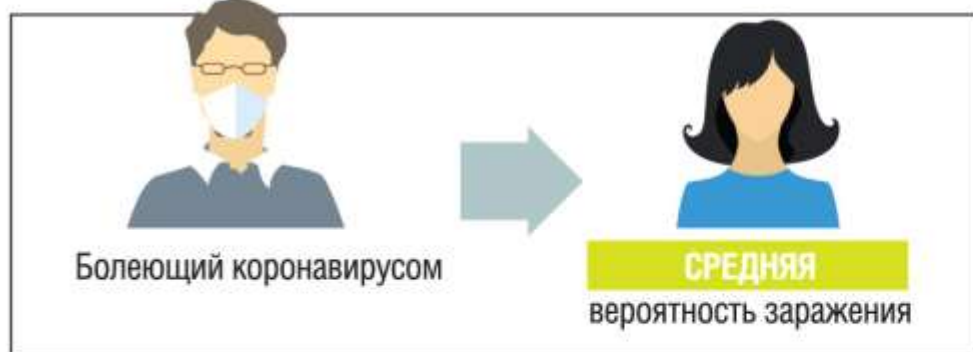 Болеющий коронавирусом
СРЕДНЯЯ
вероятность заражения